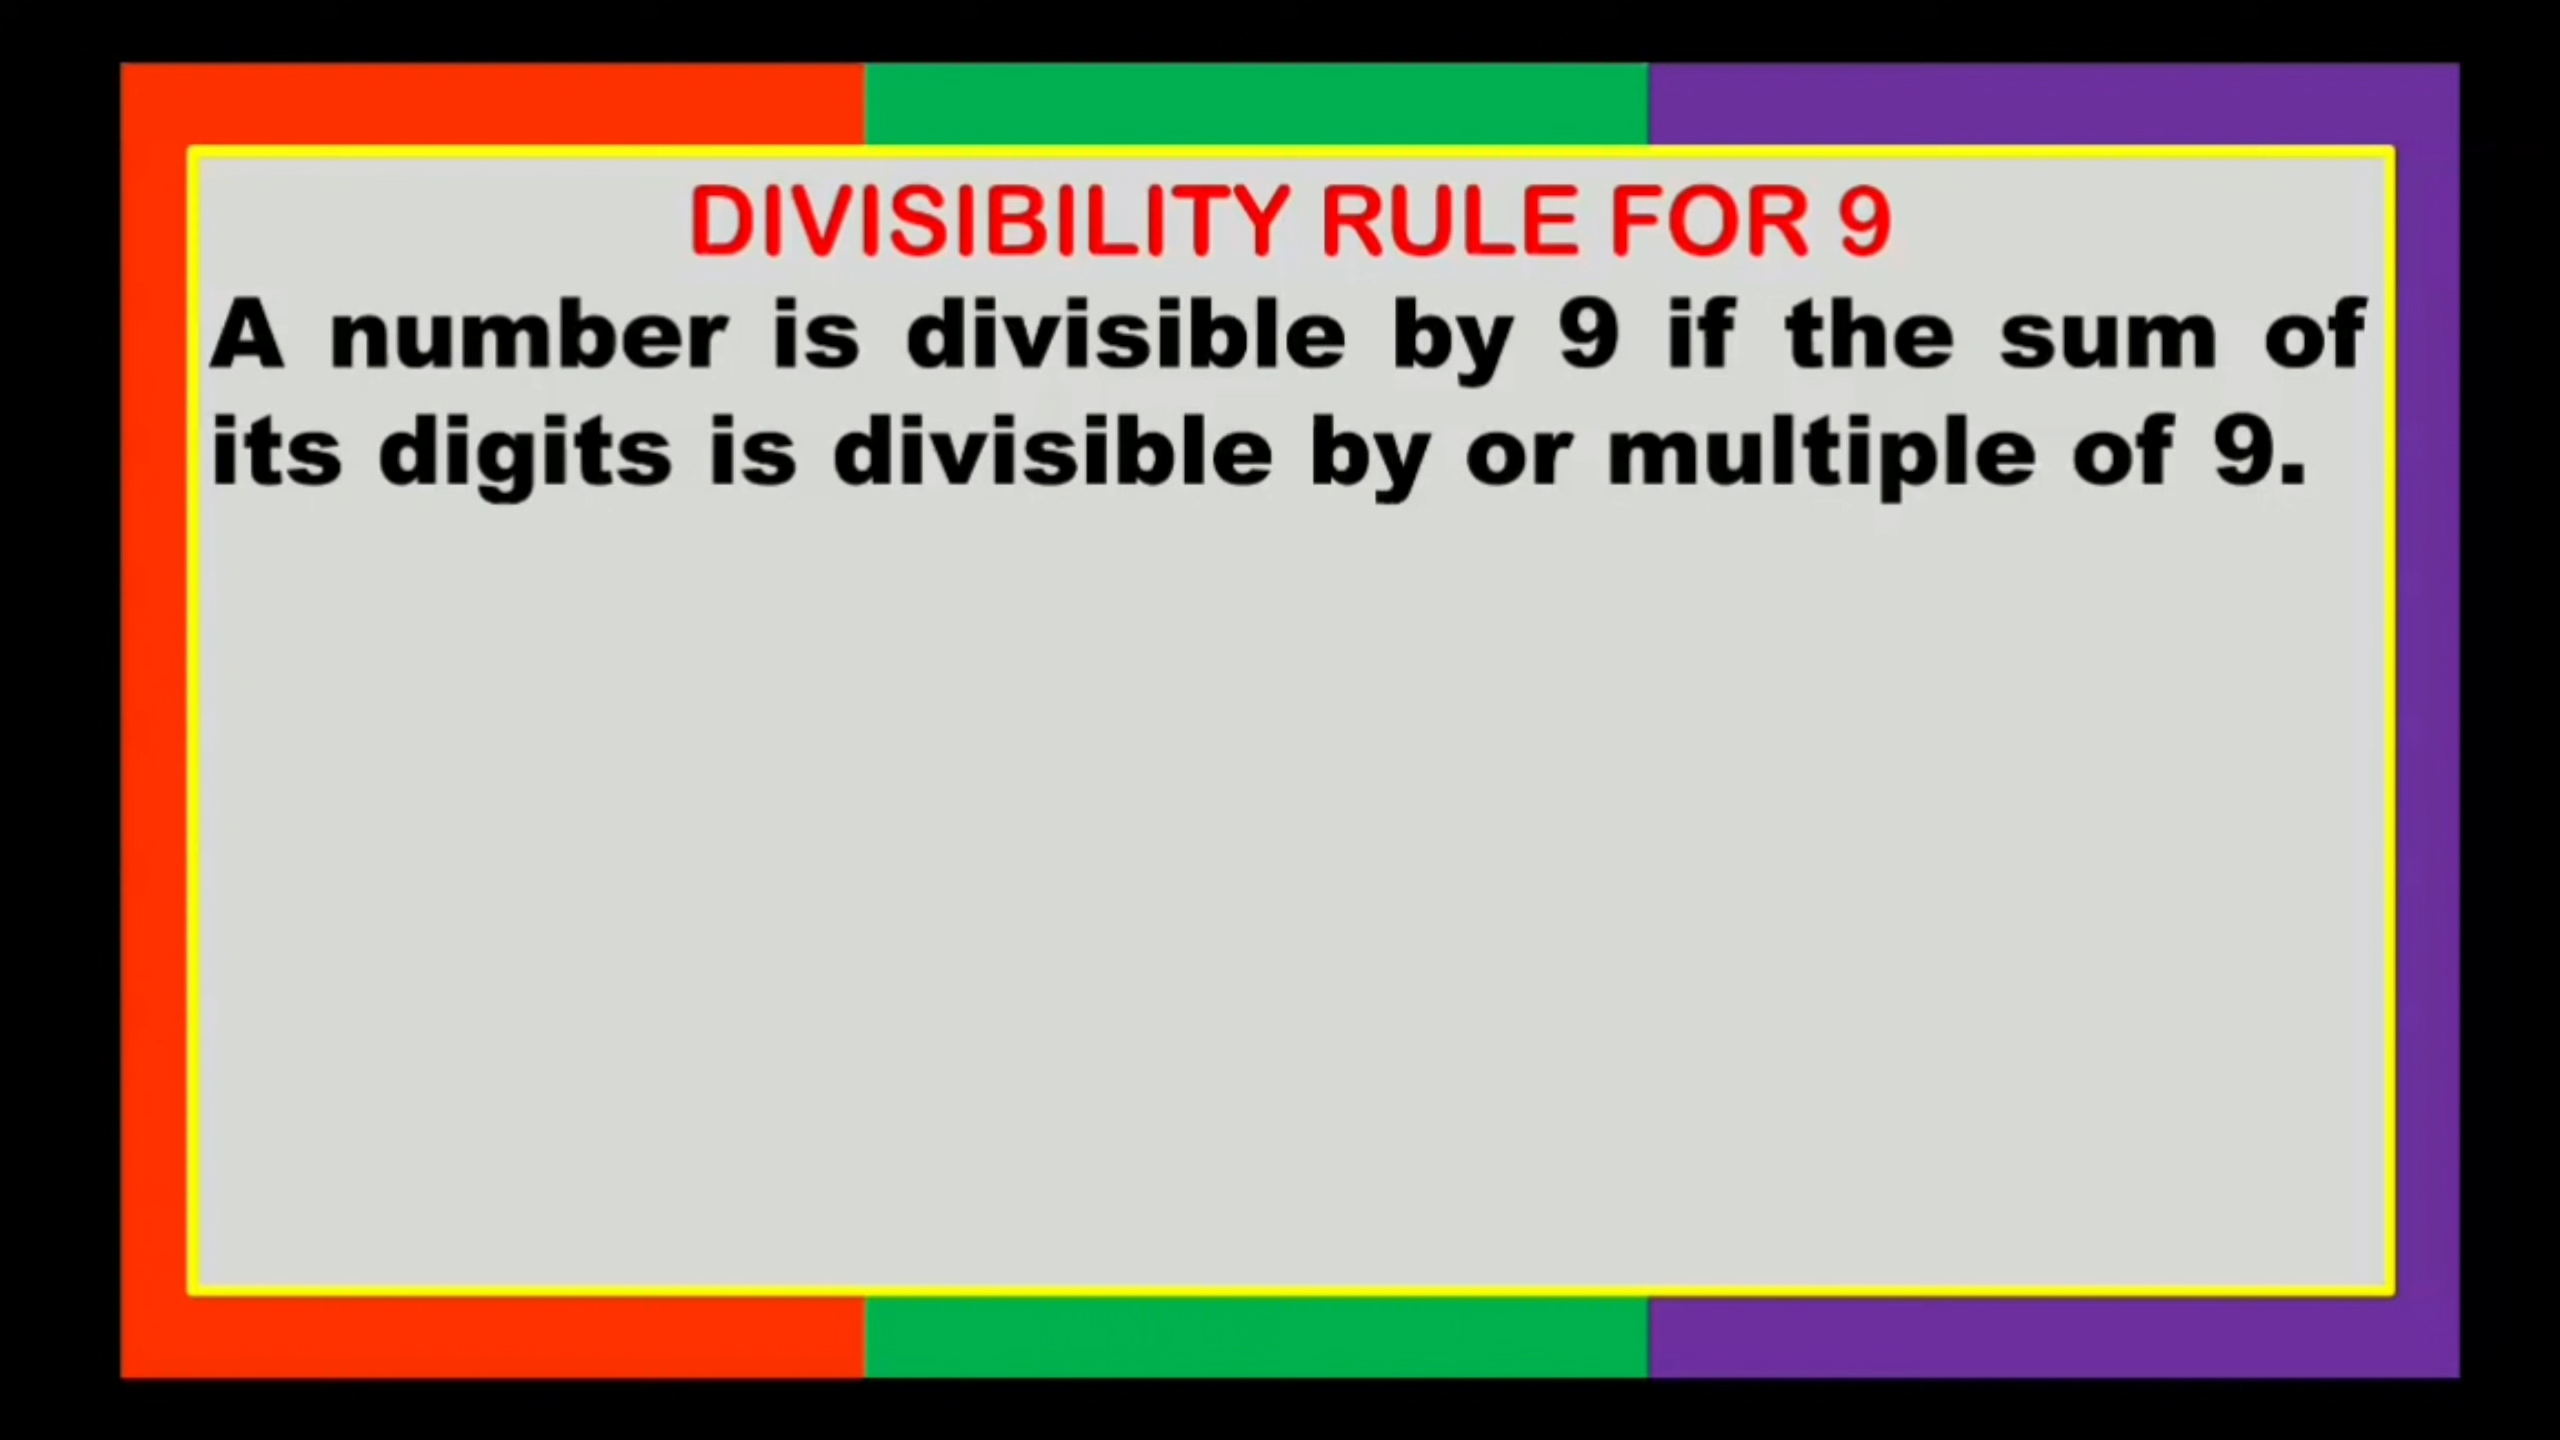 DIVISIBILITY RULE FOR 9
A number is divisible by 9 if the sum of
its digits is divisible by or multiple of 9.